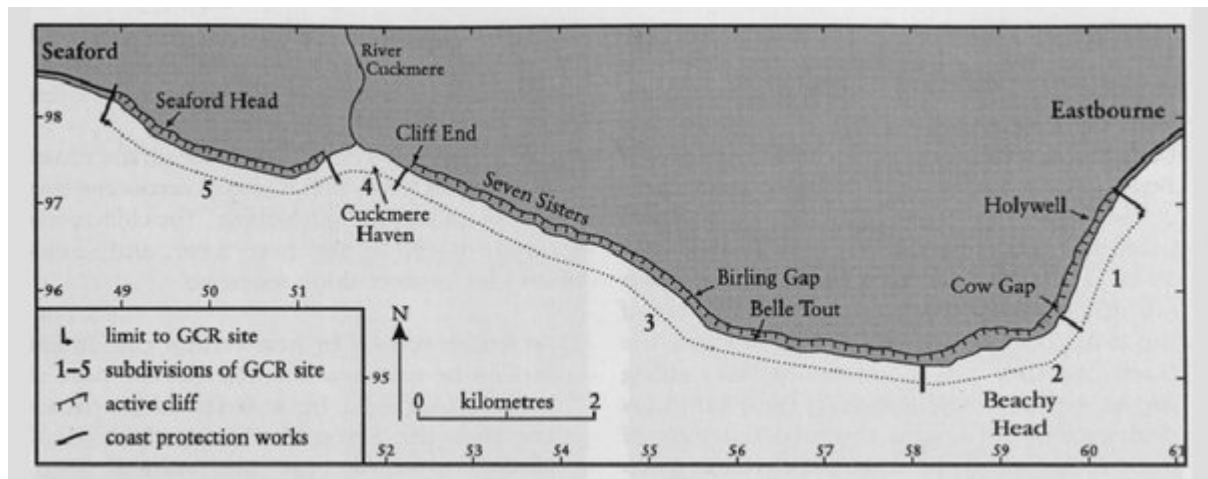 Seaford
River
Cuckmere
Seaford Head
98
Cliff End
Eastbourne
Seven Sisters
5
4
97
Cuckmere
Haven
Holywell
96
49
50
51
Birling Gap
Belle Tout
3
Cow Gap
1
2
limit to GCR site
1–5 subdivisions of GCR site
active cliff
coast protection works
N
95
0 kilometres 2
Beachy
Head
52
53
54
55
56
57
58
59
60
61